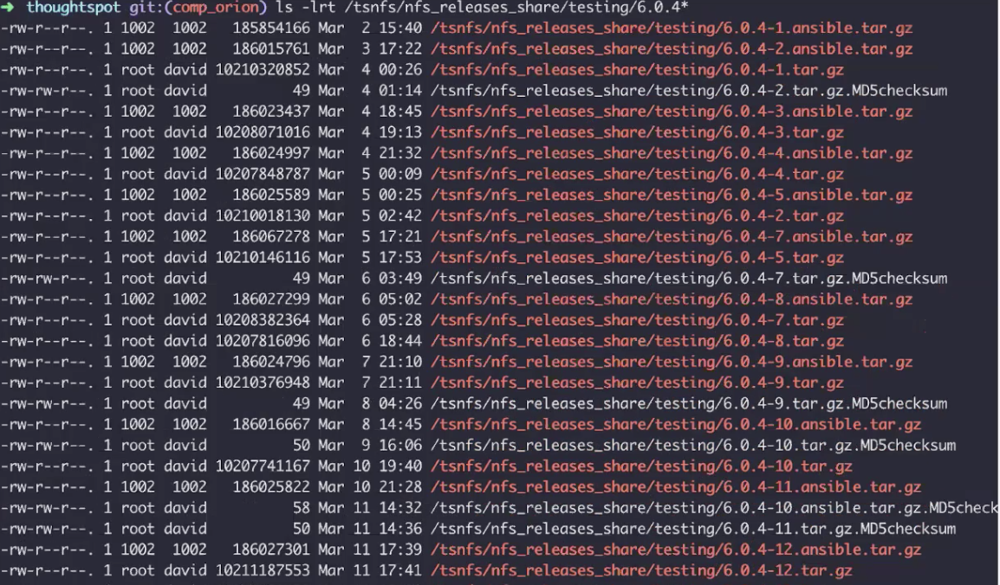 ➜ thoughtspot git:(comp_orion) ls -lrt /tsnfs/nfs_releases_share/testing/6.0.4*
-rw-r--r--. 1 1002 1002 185854166 Mar 2 15:40 /tsnfs/nfs_releases_share/testing/6.0.4-1.ansible.tar.gz
-rw-r--r--. 1 1002 1002 186015761 Mar 3 17:22 /tsnfs/nfs_releases_share/testing/6.0.4-2.ansible.tar.gz
-rw-r--r--. 1 root david 10210320852 Mar 4 00:26 /tsnfs/nfs_releases_share/testing/6.0.4-1.tar.gz
-rw-rw-r--. 1 root david 49 Mar 4 01:14 /tsnfs/nfs_releases_share/testing/6.0.4-2.tar.gz.MD5checksum
-rw-r--r--. 1 1002 1002 186023437 Mar 4 18:45 /tsnfs/nfs_releases_share/testing/6.0.4-3.ansible.tar.gz
-rw-r--r--. 1 root david 10208071016 Mar 4 19:13 /tsnfs/nfs_releases_share/testing/6.0.4-3.tar.gz
-rw-r--r--. 1 1002 1002 186024997 Mar 4 21:32 /tsnfs/nfs_releases_share/testing/6.0.4-4.ansible.tar.gz
-rw-r--r--. 1 root david 10207848787 Mar 5 00:09 /tsnfs/nfs_releases_share/testing/6.0.4-4.tar.gz
-rw-r--r--. 1 1002 1002 186025589 Mar 5 00:25 /tsnfs/nfs_releases_share/testing/6.0.4-5.ansible.tar.gz
-rw-r--r--. 1 root david 10210018130 Mar 5 02:42 /tsnfs/nfs_releases_share/testing/6.0.4-2.tar.gz
-rw-r--r--. 1 1002 1002 186067278 Mar 5 17:21 /tsnfs/nfs_releases_share/testing/6.0.4-7.ansible.tar.gz
-rw-r--r--. 1 root david 10210146116 Mar 5 17:53 /tsnfs/nfs_releases_share/testing/6.0.4-5.tar.gz
-rw-rw-r--. 1 root david 49 Mar 6 03:49 /tsnfs/nfs_releases_share/testing/6.0.4-7.tar.gz.MD5checksum
-rw-r--r--. 1 1002 1002 186027299 Mar 6 05:02 /tsnfs/nfs_releases_share/testing/6.0.4-8.ansible.tar.gz
-rw-r--r--. 1 root david 10208382364 Mar 6 05:28 /tsnfs/nfs_releases_share/testing/6.0.4-7.tar.gz
-rw-r--r--. 1 root david 10207816096 Mar 6 18:44 /tsnfs/nfs_releases_share/testing/6.0.4-8.tar.gz
-rw-r--r--. 1 1002 1002 186024796 Mar 7 21:10 /tsnfs/nfs_releases_share/testing/6.0.4-9.ansible.tar.gz
-rw-r--r--. 1 root david 10210376948 Mar 7 21:11 /tsnfs/nfs_releases_share/testing/6.0.4-9.tar.gz
-rw-rw-r--. 1 root david 49 Mar 8 04:26 /tsnfs/nfs_releases_share/testing/6.0.4-9.tar.gz.MD5checksum
-rw-r--r--. 1 1002 1002 186016667 Mar 8 14:45 /tsnfs/nfs_releases_share/testing/6.0.4-10.ansible.tar.gz
-rw-rw-r--. 1 root david 50 Mar 9 16:06 /tsnfs/nfs_releases_share/testing/6.0.4-10.tar.gz.MD5checksum
-rw-r--r--. 1 root david 10207741167 Mar 10 19:40 /tsnfs/nfs_releases_share/testing/6.0.4-10.tar.gz
-rw-r--r--. 1 1002 1002 186025822 Mar 10 21:28 /tsnfs/nfs_releases_share/testing/6.0.4-11.ansible.tar.gz
-rw-rw-r--. 1 root david 58 Mar 11 14:32 /tsnfs/nfs_releases_share/testing/6.0.4-10.ansible.tar.gz.MD5check
-rw-rw-r--. 1 root david 50 Mar 11 14:36 /tsnfs/nfs_releases_share/testing/6.0.4-11.tar.gz.MD5checksum
-rw-r--r--. 1 1002 1002 186027301 Mar 11 17:39 /tsnfs/nfs_releases_share/testing/6.0.4-12.ansible.tar.gz
-rw-r--r--. 1 root david 10211187553 Mar 11 17:41 /tsnfs/nfs_releases_share/testing/6.0.4-12.tar.gz